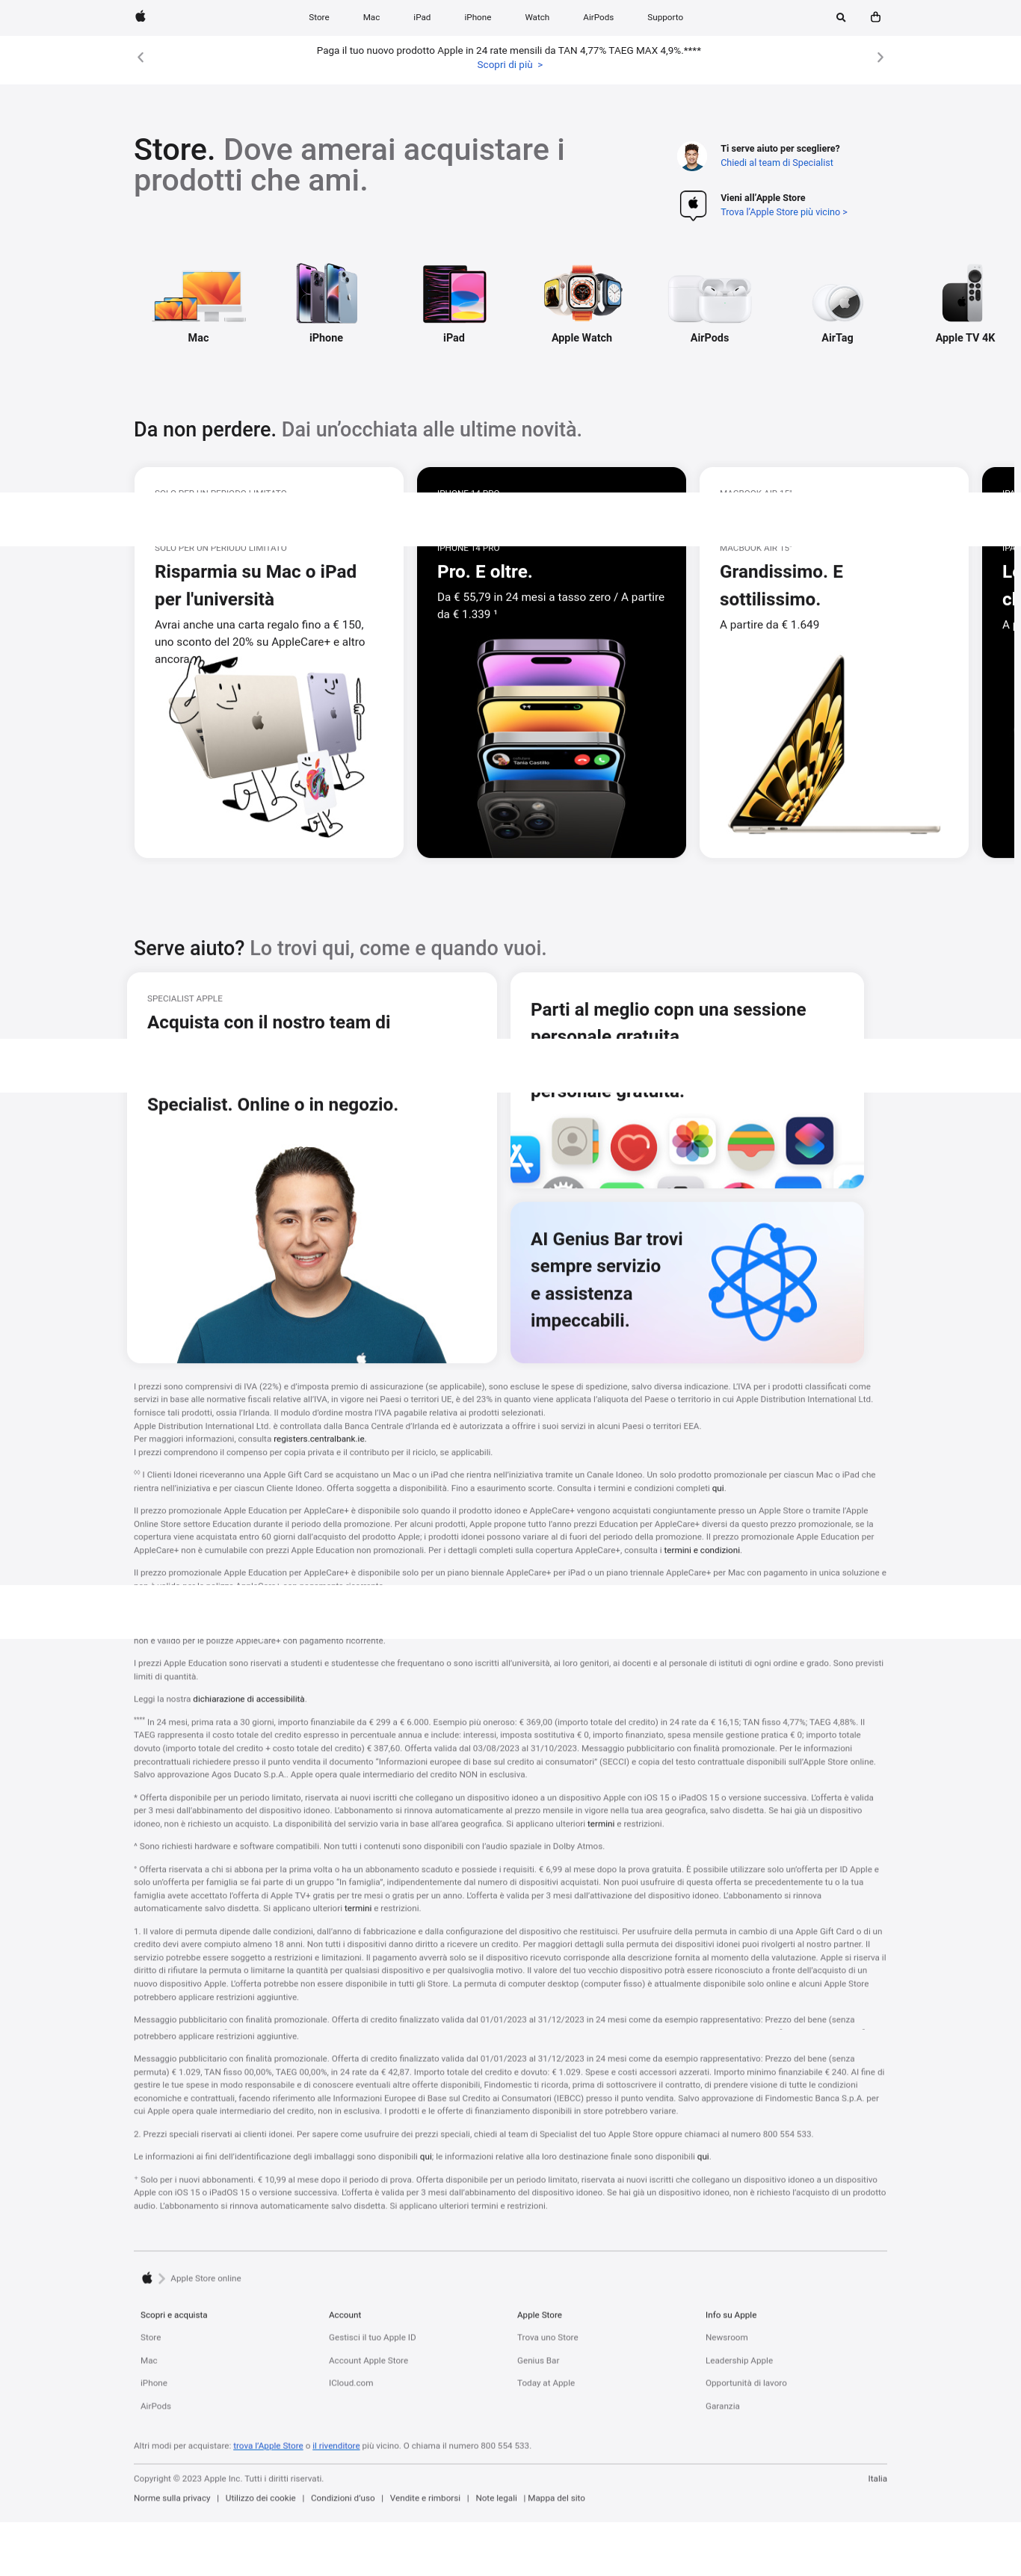 Store Mac iPad iPhone Watch AirPods Supporto
Paga il tuo nuovo prodotto Apple in 24 rate mensili da TAN 4,77% TAEG MAX 4,9%.****
Scopri di più >
Store. Dove amerai acquistare i
prodotti che ami.
Ti serve aiuto per scegliere?
Chiedi al team di Specialist
Vieni all'Apple Store
Trova l'Apple Store più vicino >
Mac iPhone iPad Apple Watch AirPods AirTag Apple TV 4K
Da non perdere. Dai un'occhiata alle ultime novità.
SOLO PER UN PERIODO LIMITATO
Risparmia su Mac o iPad
per l'università
Avrai anche una carta regalo fino a € 150,
uno sconto del 20% su AppleCare+ e altro
ancora
IPHONE 14 PRO
Pro. E oltre.
Da € 55,79 in 24 mesi a tasso zero / A partire
da € 1.339 ¹
Tania Castillo
MACBOOK AIR 15"
Grandissimo. E
sottilissimo.
A partire da € 1.649
Serve aiuto? Lo trovi qui, come e quando vuoi.
SPECIALIST APPLE
Acquista con il nostro team di
Specialist. Online o in negozio.
Parti al meglio copn una sessione
personale gratuita.
Al Genius Bar trovi
sempre servizio
e assistenza
impeccabili.
I prezzi sono comprensivi di IVA (22%) e d'imposta premio di assicurazione (se applicabile), sono escluse le spese di spedizione, salvo diversa indicazione. L'IVA per i prodotti classificati come
servizi in base alle normative fiscali relative all'IVA, in vigore nei Paesi o territori UE, è del 23% in quanto viene applicata l'aliquota del Paese o territorio in cui Apple Distribution International Ltd.
fornisce tali prodotti, ossia l'Irlanda. Il modulo d'ordine mostra l'IVA pagabile relativa ai prodotti selezionati.
Apple Distribution International Ltd. è controllata dalla Banca Centrale d'Irlanda ed è autorizzata a offrire i suoi servizi in alcuni Paesi o territori EEA.
Per maggiori informazioni, consulta registers.centralbank.ie.
I prezzi comprendono il compenso per copia privata e il contributo per il riciclo, se applicabili.
◊◊ I Clienti Idonei riceveranno una Apple Gift Card se acquistano un Mac o un iPad che rientra nell'iniziativa tramite un Canale Idoneo. Un solo prodotto promozionale per ciascun Mac o iPad che
rientra nell'iniziativa e per ciascun Cliente Idoneo. Offerta soggetta a disponibilità. Fino a esaurimento scorte. Consulta i termini e condizioni completi qui.
Il prezzo promozionale Apple Education per AppleCare+ è disponibile solo quando il prodotto idoneo e AppleCare+ vengono acquistati congiuntamente presso un Apple Store o tramite l'Apple
Online Store settore Education durante il periodo della promozione. Per alcuni prodotti, Apple propone tutto l'anno prezzi Education per AppleCare+ diversi da questo prezzo promozionale, se la
copertura viene acquistata entro 60 giorni dall'acquisto del prodotto Apple; i prodotti idonei possono variare al di fuori del periodo della promozione. Il prezzo promozionale Apple Education per
AppleCare+ non è cumulabile con prezzi Apple Education non promozionali. Per i dettagli completi sulla copertura AppleCare+, consulta i termini e condizioni.
Il prezzo promozionale Apple Education per AppleCare+ è disponibile solo per un piano biennale AppleCare+ per iPad o un piano triennale AppleCare+ per Mac con pagamento in unica soluzione e
non è valido per le polizze AppleCare+ con pagamento ricorrente.
I prezzi Apple Education sono riservati a studenti e studentesse che frequentano o sono iscritti all'università, ai loro genitori, ai docenti e al personale di istituti di ogni ordine e grado. Sono previsti
limiti di quantità.
Leggi la nostra dichiarazione di accessibilità.
**** In 24 mesi, prima rata a 30 giorni, importo finanziabile da € 299 a € 6.000. Esempio più oneroso: € 369,00 (importo totale del credito) in 24 rate da € 16,15; TAN fisso 4,77%; TAEG 4,88%. Il
TAEG rappresenta il costo totale del credito espresso in percentuale annua e include: interessi, imposta sostitutiva € 0, importo finanziato, spesa mensile gestione pratica € 0; importo totale
dovuto (importo totale del credito + costo totale del credito) € 387,60. Offerta valida dal 03/08/2023 al 31/10/2023. Messaggio pubblicitario con finalità promozionale. Per le informazioni
precontrattuali richiedere presso il punto vendita il documento "Informazioni europee di base sul credito ai consumatori" (SECCI) e copia del testo contrattuale disponibili sull'Apple Store online.
Salvo approvazione Agos Ducato S.p.A.. Apple opera quale intermediario del credito NON in esclusiva.
* Offerta disponibile per un periodo limitato, riservata ai nuovi iscritti che collegano un dispositivo idoneo a un dispositivo Apple con iOS 15 o iPadOS 15 o versione successiva. L'offerta è valida
per 3 mesi dall'abbinamento del dispositivo idoneo. L'abbonamento si rinnova automaticamente al prezzo mensile in vigore nella tua area geografica, salvo disdetta. Se hai già un dispositivo
idoneo, non è richiesto un acquisto. La disponibilità del servizio varia in base all'area geografica. Si applicano ulteriori termini e restrizioni.
^ Sono richiesti hardware e software compatibili. Non tutti i contenuti sono disponibili con l'audio spaziale in Dolby Atmos.
° Offerta riservata a chi si abbona per la prima volta o ha un abbonamento scaduto e possiede i requisiti. € 6,99 al mese dopo la prova gratuita. È possibile utilizzare solo un'offerta per ID Apple e
solo un'offerta per famiglia se fai parte di un gruppo "In famiglia", indipendentemente dal numero di dispositivi acquistati. Non puoi usufruire di questa offerta se precedentemente tu o la tua
famiglia avete accettato l'offerta di Apple TV+ gratis per tre mesi o gratis per un anno. L'offerta è valida per 3 mesi dall'attivazione del dispositivo idoneo. L'abbonamento si rinnova
automaticamente salvo disdetta. Si applicano ulteriori termini e restrizioni.
1. Il valore di permuta dipende dalle condizioni, dall'anno di fabbricazione e dalla configurazione del dispositivo che restituisci. Per usufruire della permuta in cambio di una Apple Gift Card o di un
credito devi avere compiuto almeno 18 anni. Non tutti i dispositivi danno diritto a ricevere un credito. Per maggiori dettagli sulla permuta dei dispositivi idonei puoi rivolgerti al nostro partner. Il
servizio potrebbe essere soggetto a restrizioni e limitazioni. Il pagamento avverrà solo se il dispositivo ricevuto corrisponde alla descrizione fornita al momento della valutazione. Apple si riserva il
diritto di rifiutare la permuta o limitarne la quantità per qualsiasi dispositivo e per qualsivoglia motivo. Il valore del tuo vecchio dispositivo potrà essere riconosciuto a fronte dell'acquisto di un
nuovo dispositivo Apple. L'offerta potrebbe non essere disponibile in tutti gli Store. La permuta di computer desktop (computer fisso) è attualmente disponibile solo online e alcuni Apple Store
potrebbero applicare restrizioni aggiuntive.
Messaggio pubblicitario con finalità promozionale. Offerta di credito finalizzato valida dal 01/01/2023 al 31/12/2023 in 24 mesi come da esempio rappresentativo: Prezzo del bene (senza
potrebbero applicare restrizioni aggiuntive.
Messaggio pubblicitario con finalità promozionale. Offerta di credito finalizzato valida dal 01/01/2023 al 31/12/2023 in 24 mesi come da esempio rappresentativo: Prezzo del bene (senza
permuta) € 1.029, TAN fisso 00,00%, TAEG 00,00%, in 24 rate da € 42,87. Importo totale del credito e dovuto: € 1.029. Spese e costi accessori azzerati. Importo minimo finanziabile € 240. Al fine di
gestire le tue spese in modo responsabile e di conoscere eventuali altre offerte disponibili, Findomestic ti ricorda, prima di sottoscrivere il contratto, di prendere visione di tutte le condizioni
economiche e contrattuali, facendo riferimento alle Informazioni Europee di Base sul Credito ai Consumatori (IEBCC) presso il punto vendita. Salvo approvazione di Findomestic Banca S.p.A. per
cui Apple opera quale intermediario del credito, non in esclusiva. I prodotti e le offerte di finanziamento disponibili in store potrebbero variare.
2. Prezzi speciali riservati ai clienti idonei. Per sapere come usufruire dei prezzi speciali, chiedi al team di Specialist del tuo Apple Store oppure chiamaci al numero 800 554 533.
Le informazioni ai fini dell'identificazione degli imballaggi sono disponibili qui; le informazioni relative alla loro destinazione finale sono disponibili qui.
⁺ Solo per i nuovi abbonamenti. € 10,99 al mese dopo il periodo di prova. Offerta disponibile per un periodo limitato, riservata ai nuovi iscritti che collegano un dispositivo idoneo a un dispositivo
Apple con iOS 15 o iPadOS 15 o versione successiva. L'offerta è valida per 3 mesi dall'abbinamento del dispositivo idoneo. Se hai già un dispositivo idoneo, non è richiesto l'acquisto di un prodotto
audio. L'abbonamento si rinnova automaticamente salvo disdetta. Si applicano ulteriori termini e restrizioni.
Apple Store online
Scopri e acquista
Store
Mac
iPhone
AirPods
Account
Gestisci il tuo Apple ID
Account Apple Store
ICloud.com
Apple Store
Trova uno Store
Genius Bar
Today at Apple
Info su Apple
Newsroom
Leadership Apple
Opportunità di lavoro
Garanzia
Altri modi per acquistare: trova l'Apple Store o il rivenditore più vicino. O chiama il numero 800 554 533.
Copyright © 2023 Apple Inc. Tutti i diritti riservati. Italia
Norme sulla privacy | Utilizzo dei cookie | Condizioni d'uso | Vendite e rimborsi | Note legali | Mappa del sito